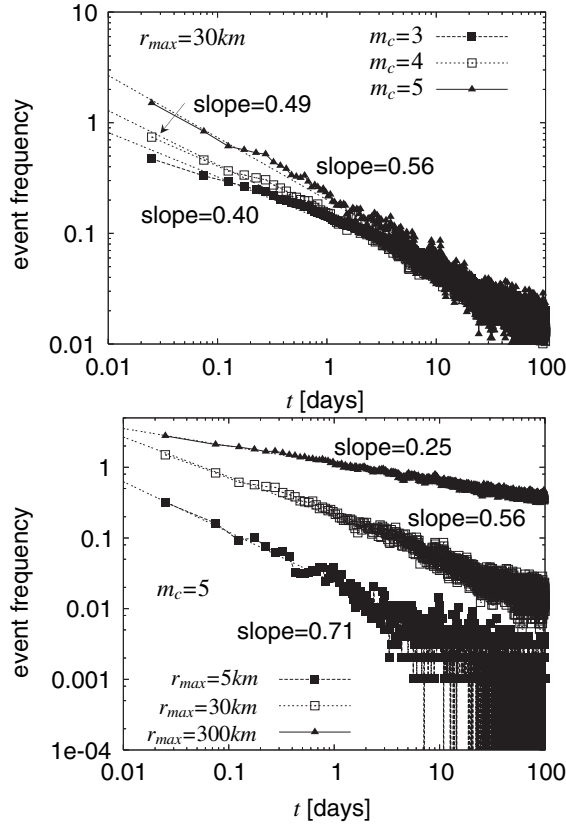 10
r_max=30km
m_c=3
m_c=4
m_c=5
slope=0.49
1
slope=0.56
slope=0.40
0.1
0.01
event frequency
0.01 0.1 1 10 100
t [days]
slope=0.25
1
slope=0.56
0.1
m_c=5
0.01
slope=0.71
0.001
r_max=5km
r_max=30km
r_max=300km
1e-04
event frequency
0.01 0.1 1 10 100
t [days]